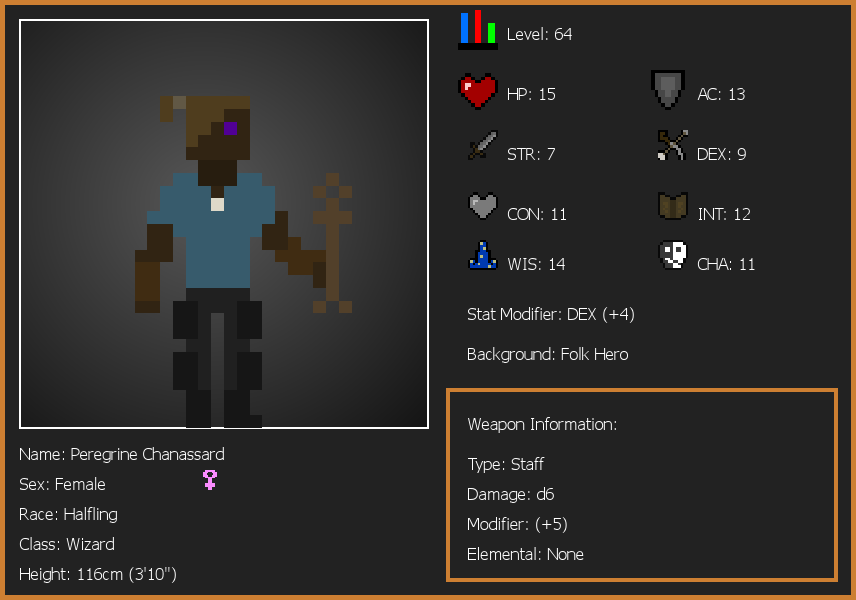 Level: 64
HP: 15
AC: 13
STR: 7
DEX: 9
CON: 11
INT: 12
WIS: 14
CHA: 11
Stat Modifier: DEX (+4)
Background: Folk Hero
Weapon Information:
Type: Staff
Damage: d6
Modifier: (+5)
Elemental: None
Name: Peregrine Chanassard
Sex: Female
Race: Halfling
Class: Wizard
Height: 116cm (3'10")